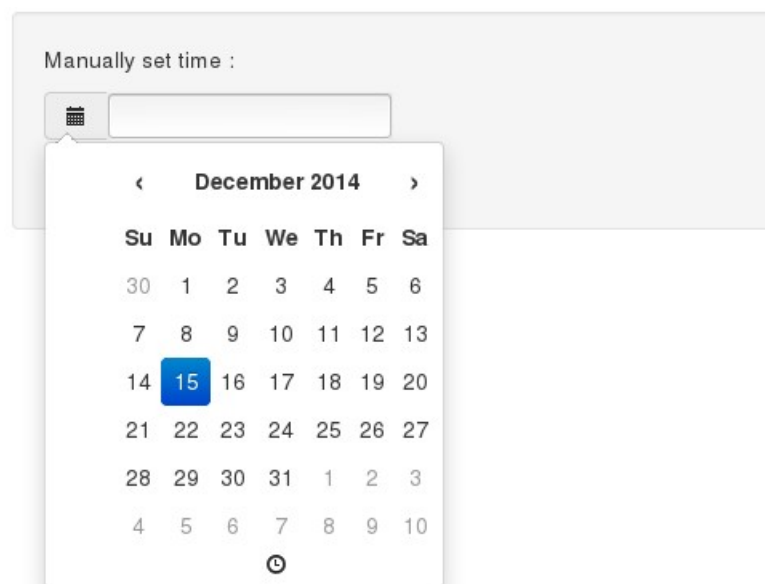 Manually set time :
‹ December 2014 ›
Su Mo Tu We Th Fr Sa
30 1 2 3 4 5 6
7 8 9 10 11 12 13
14 15 16 17 18 19 20
21 22 23 24 25 26 27
28 29 30 31 1 2 3
4 5 6 7 8 9 10